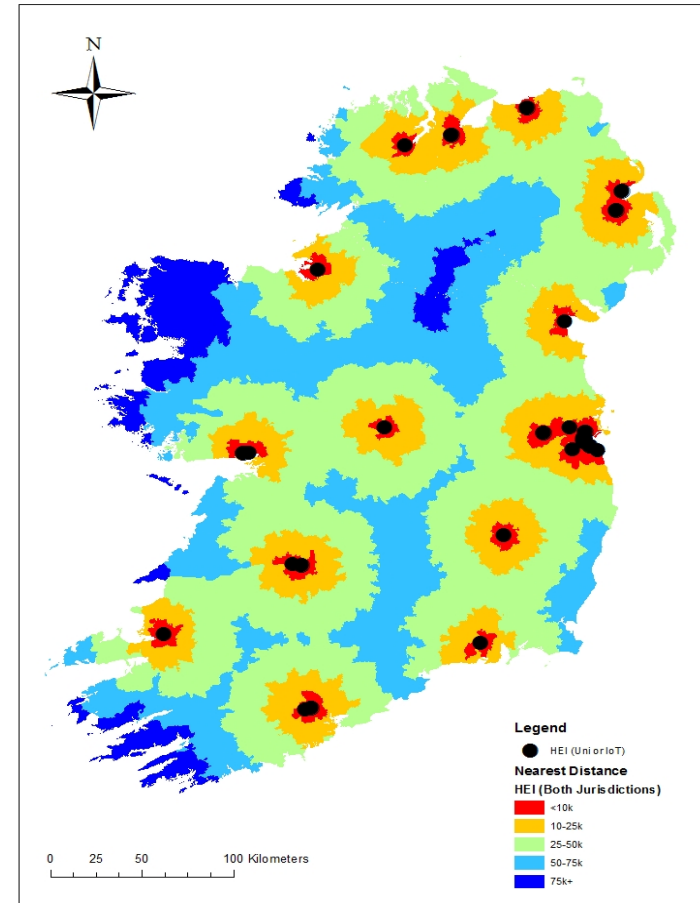 N
Legend
HEI (Uni or IoT)
Nearest Distance
HEI (Both Jurisdictions)
<10k
10-25k
25-50k
50-75k
75k+
0 25 50 100 Kilometers